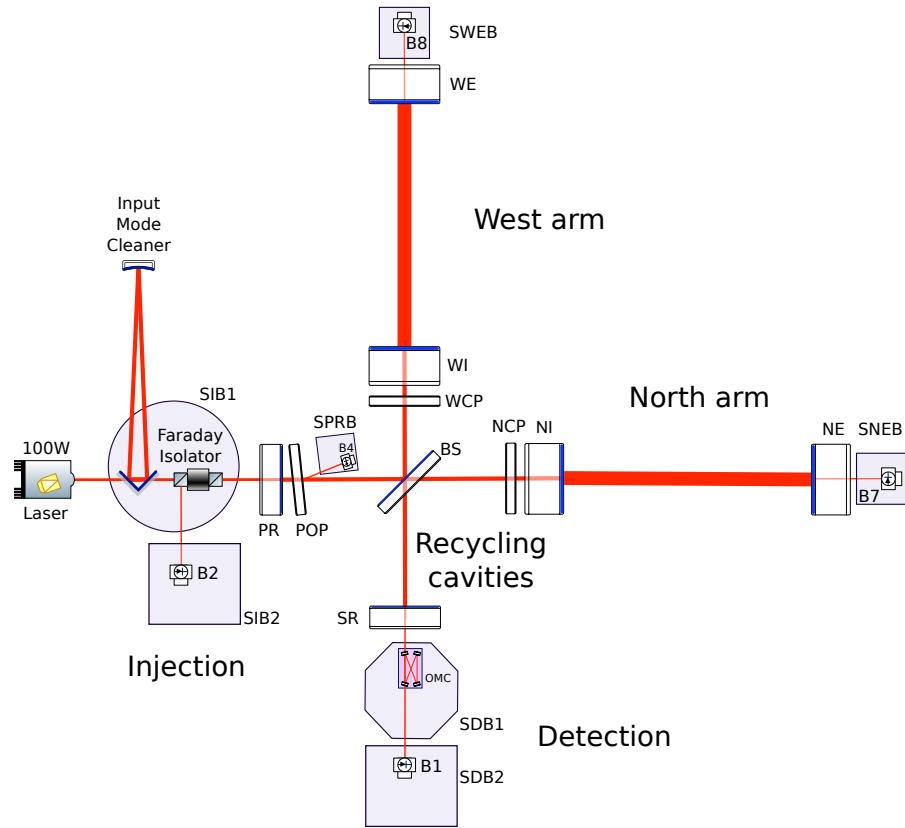 SWEB
B8
WE
Input
Mode
Cleaner
West arm
WI
SIB1
WCP
North arm
SPRB
NCP
NI
NE
SNEB
100W
Faraday
Isolator
B4
BS
B7
Laser
PR
POP
Recycling
cavities
B2
SIB2
SR
Injection
OMC
SDB1
Detection
B1
SDB2